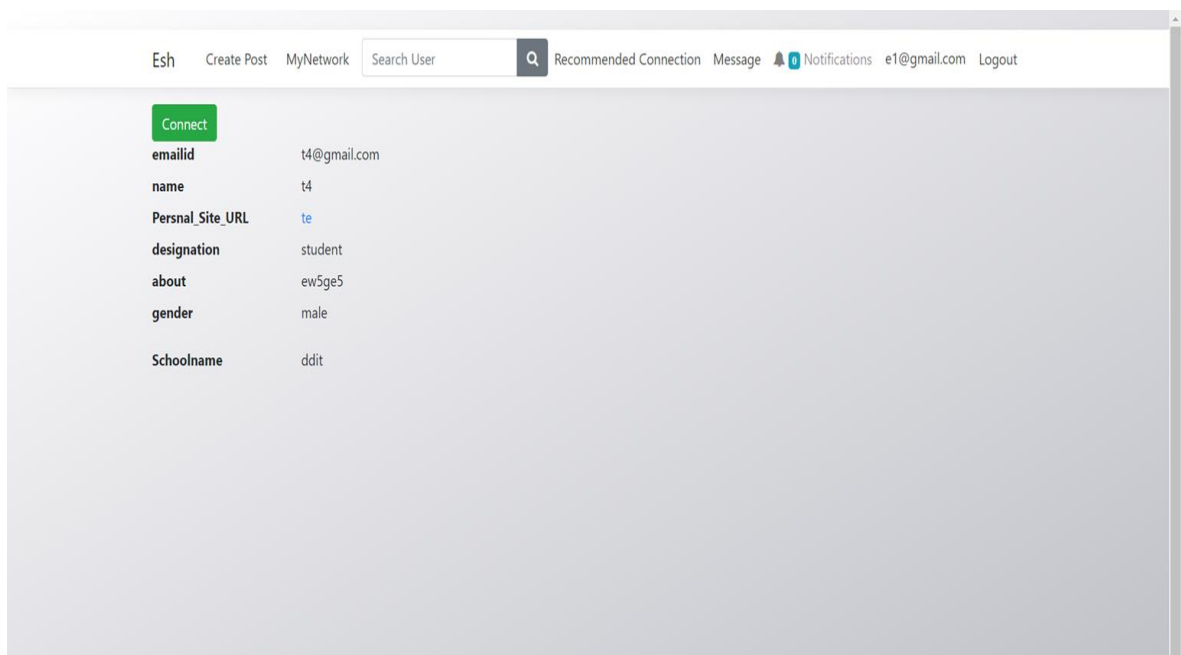 Esh Create Post MyNetwork Search User Recommended Connection Message 0 Notifications e1@gmail.com Logout
Connect
emailid t4@gmail.com
name t4
Persnal_Site_URL te
designation student
about ew5ge5
gender male
Schoolname ddit